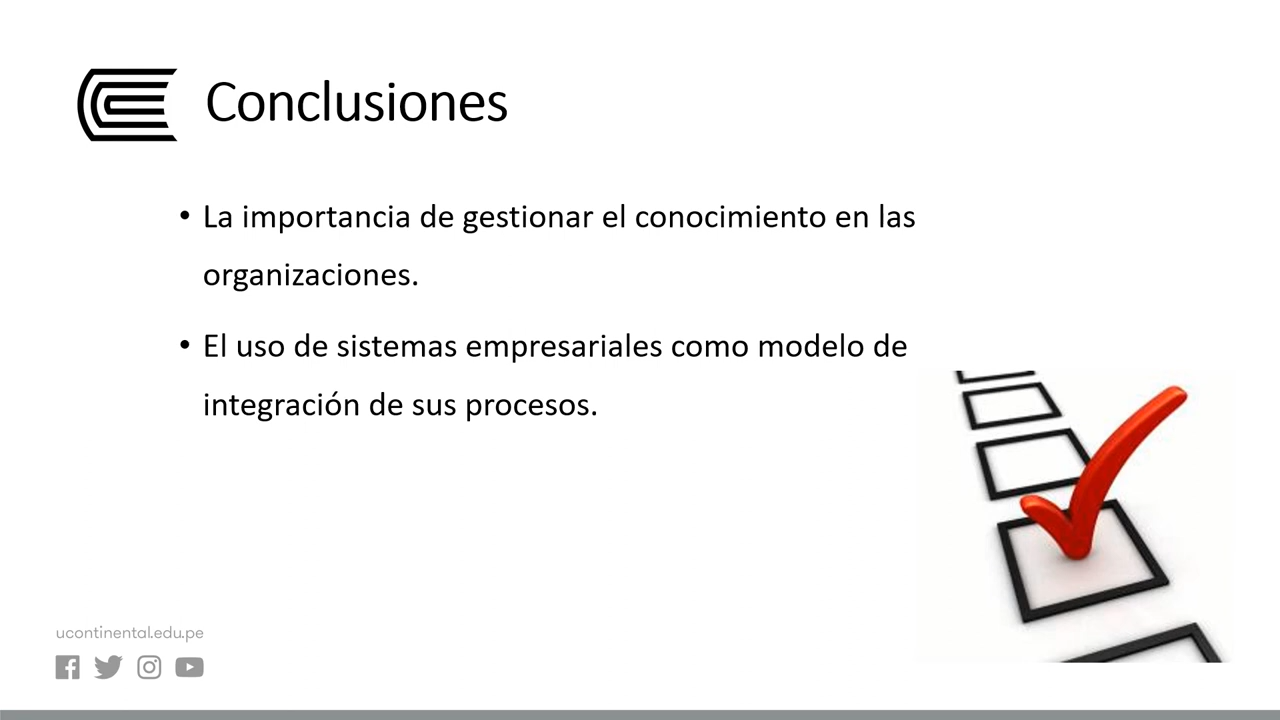 Conclusiones
• La importancia de gestionar el conocimiento en las
organizaciones.
• El uso de sistemas empresariales como modelo de
integración de sus procesos.
ucontinental.edu.pe